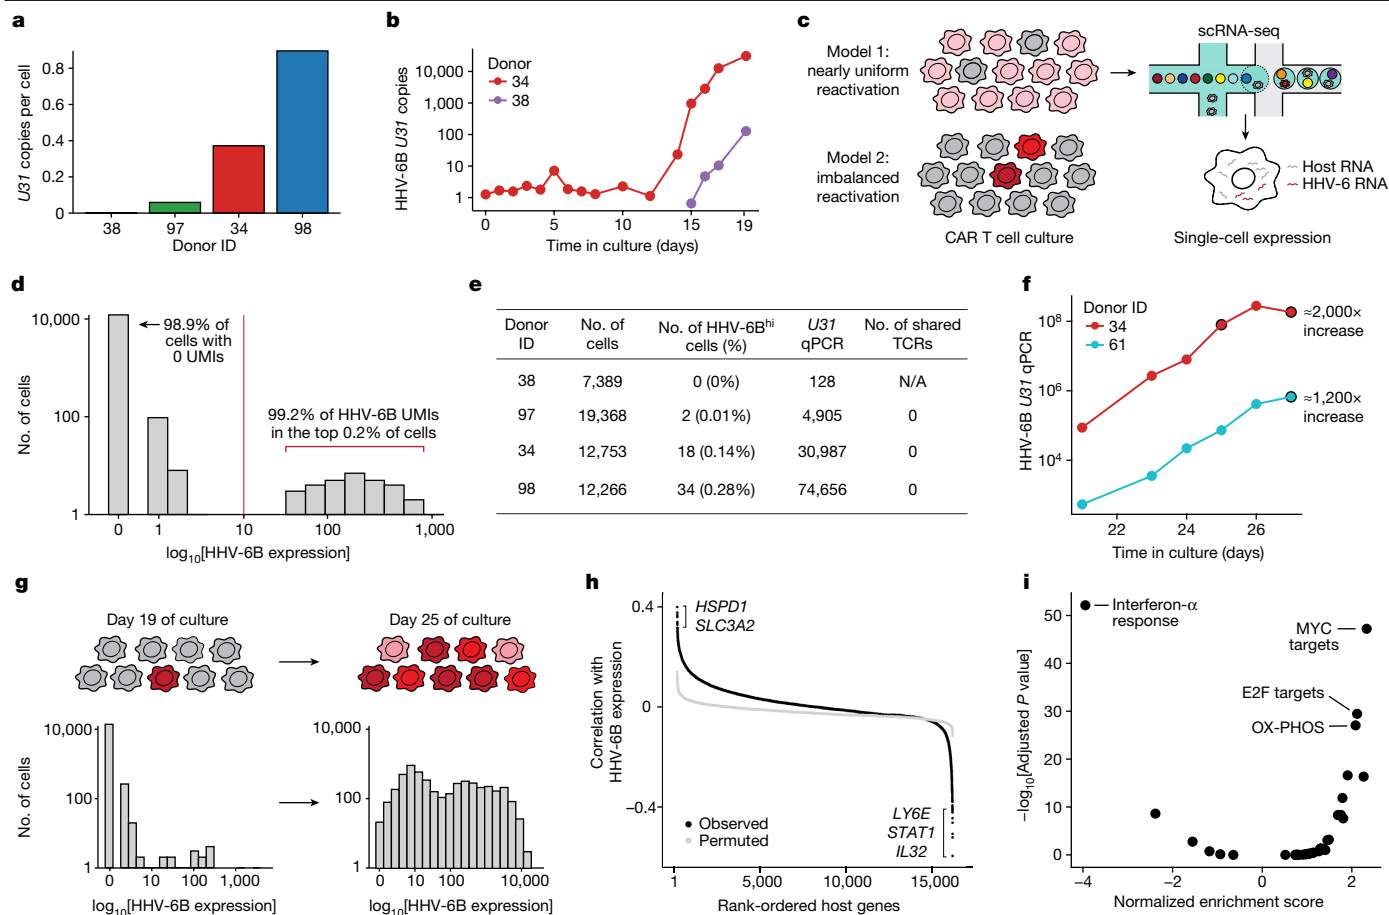 a
U31 copies per cell
0.8
0.6
0.4
0.2
0
38
97
34
98
Donor ID
b
HHV-6B U31 copies
10,000
1,000
100
10
1
Donor
34
38
0
5
10
15
19
Time in culture (days)
c
Model 1:
nearly uniform
reactivation
Model 2:
imbalanced
reactivation
CAR T cell culture
scRNA-seq
Host RNA
HHV-6 RNA
Single-cell expression
d
No. of cells
10,000
100
1
98.9% of
cells with
0 UMIs
99.2% of HHV-6B UMIs
in the top 0.2% of cells
0
1
10
100
1,000
log10[HHV-6B expression]
e
Donor ID No. of cells No. of HHV-6Bhi cells (%) U31 qPCR No. of shared TCRs
38 7,389 0 (0%) 128 N/A
97 19,368 2 (0.01%) 4,905 0
34 12,753 18 (0.14%) 30,987 0
98 12,266 34 (0.28%) 74,656 0
f
HHV-6B U31 qPCR
108
106
104
Donor ID
34
61
≈2,000×
increase
≈1,200×
increase
22
24
26
Time in culture (days)
g
Day 19 of culture
Day 25 of culture
No. of cells
10,000
100
1
0
10
100
1,000
log10[HHV-6B expression]
10,000
100
1
0
10
100
10,000
log10[HHV-6B expression]
h
Correlation with
HHV-6B expression
0.4
0
−0.4
HSPD1
SLC3A2
Observed
Permuted
LY6E
STAT1
IL32
1
5,000
10,000
15,000
Rank-ordered host genes
i
−log10[Adjusted P value]
50
40
30
20
10
0
Interferon-α
response
MYC
targets
E2F targets
OX-PHOS
−4
−2
0
2
Normalized enrichment score